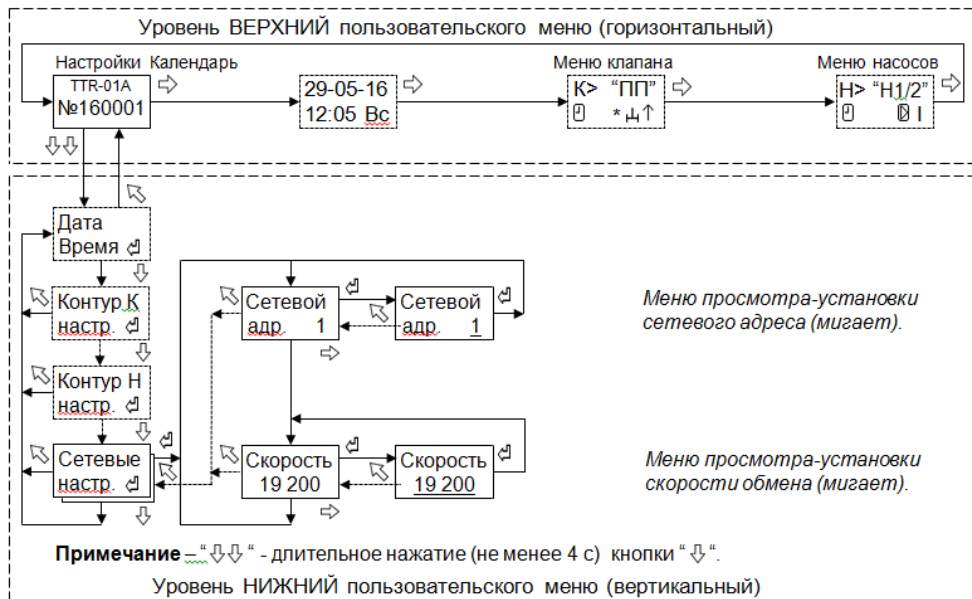 Уровень ВЕРХНИЙ пользовательского меню (горизонтальный)
Настройки Календарь
Меню клапана
Меню насосов
TTR-01A
№160001
29-05-16
12:05 Вс
К> “ПП”
* ↑
Н> “Н1/2”
I
Дата
Время
Контур К
настр.
Контур Н
настр.
Сетевые
настр.
Сетевой
адр. 1
Сетевой
адр. 1
Меню просмотра-установки
сетевого адреса (мигает).
Скорость
19 200
Скорость
19 200
Меню просмотра-установки
скорости обмена (мигает).
Примечание – “⇩⇩ “ - длительное нажатие (не менее 4 с) кнопки “ ⇩ “.
Уровень НИЖНИЙ пользовательского меню (вертикальный)